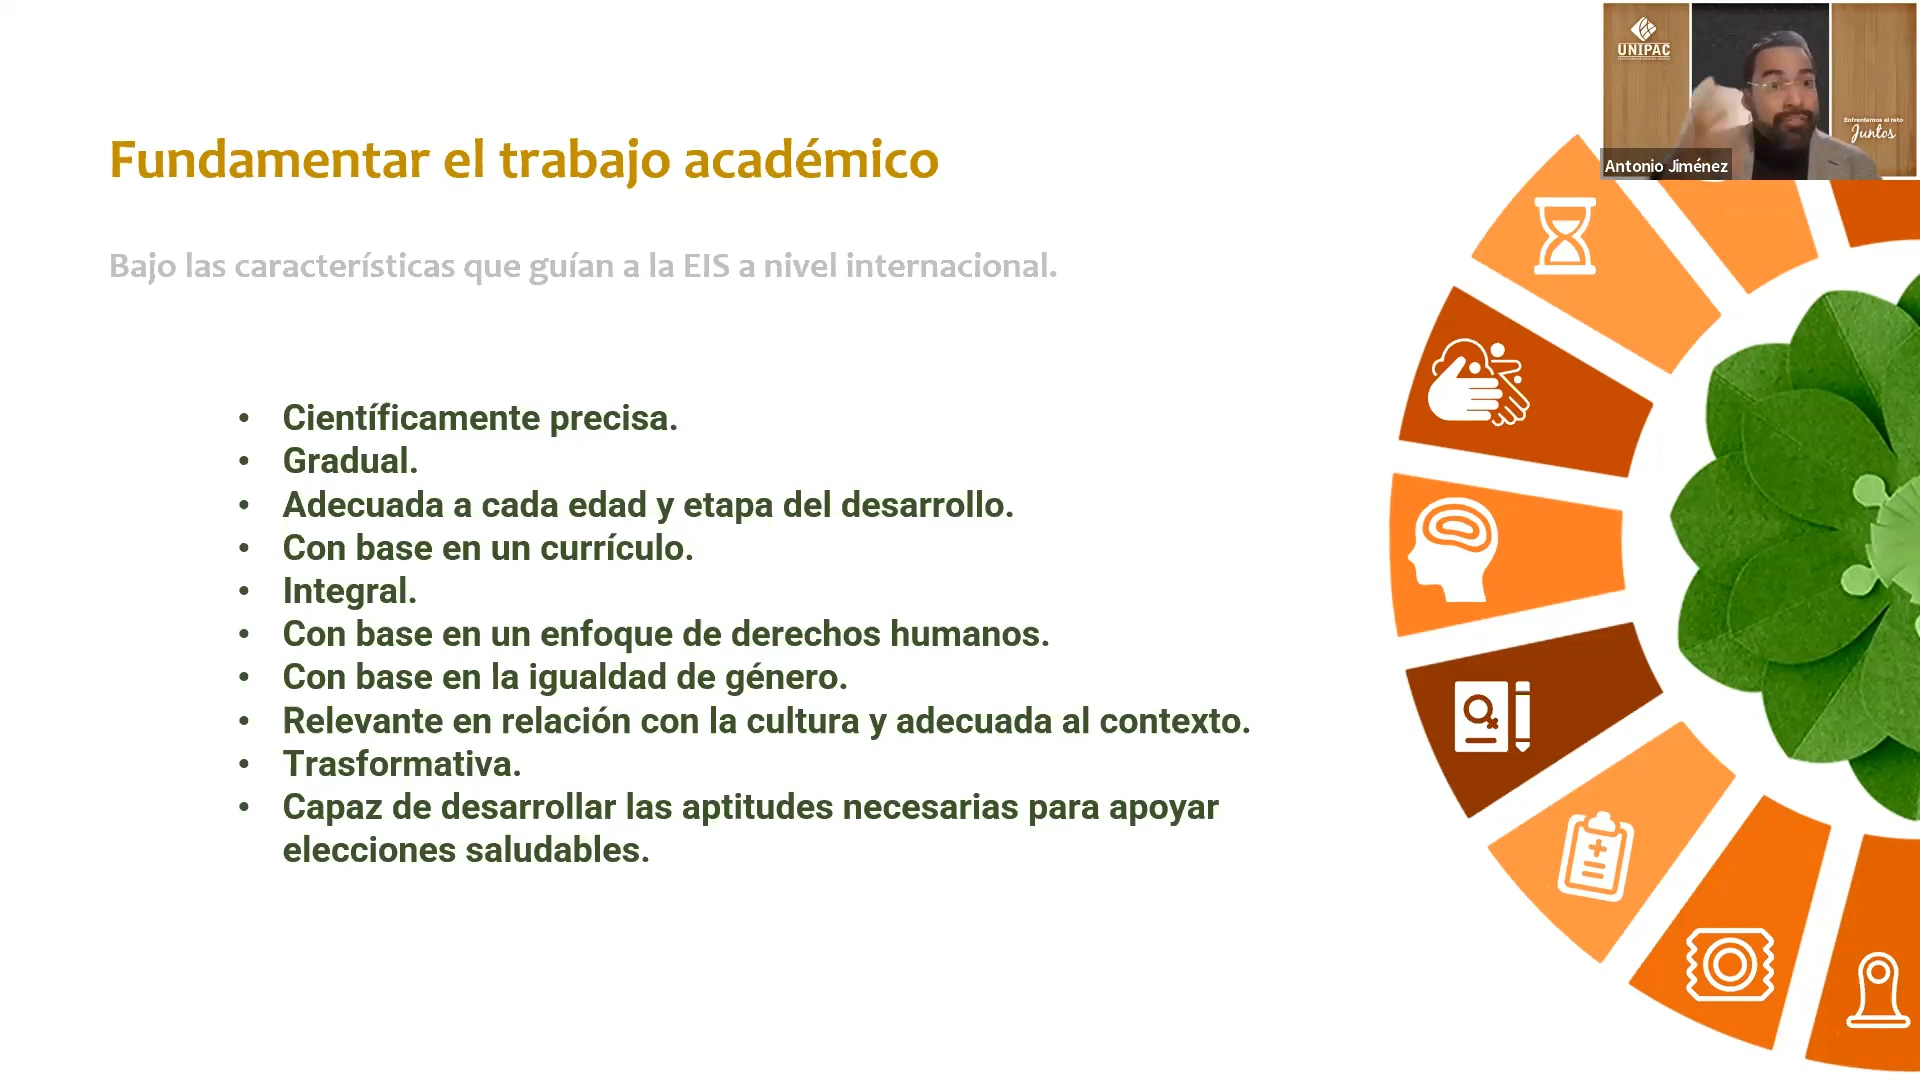 UNIPAC
Enfrentemos el reto
Juntos
Antonio Jiménez
Fundamentar el trabajo académico
Bajo las características que guían a la EIS a nivel internacional.
• Científicamente precisa.
• Gradual.
• Adecuada a cada edad y etapa del desarrollo.
• Con base en un currículo.
• Integral.
• Con base en un enfoque de derechos humanos.
• Con base en la igualdad de género.
• Relevante en relación con la cultura y adecuada al contexto.
• Trasformativa.
• Capaz de desarrollar las aptitudes necesarias para apoyar
elecciones saludables.